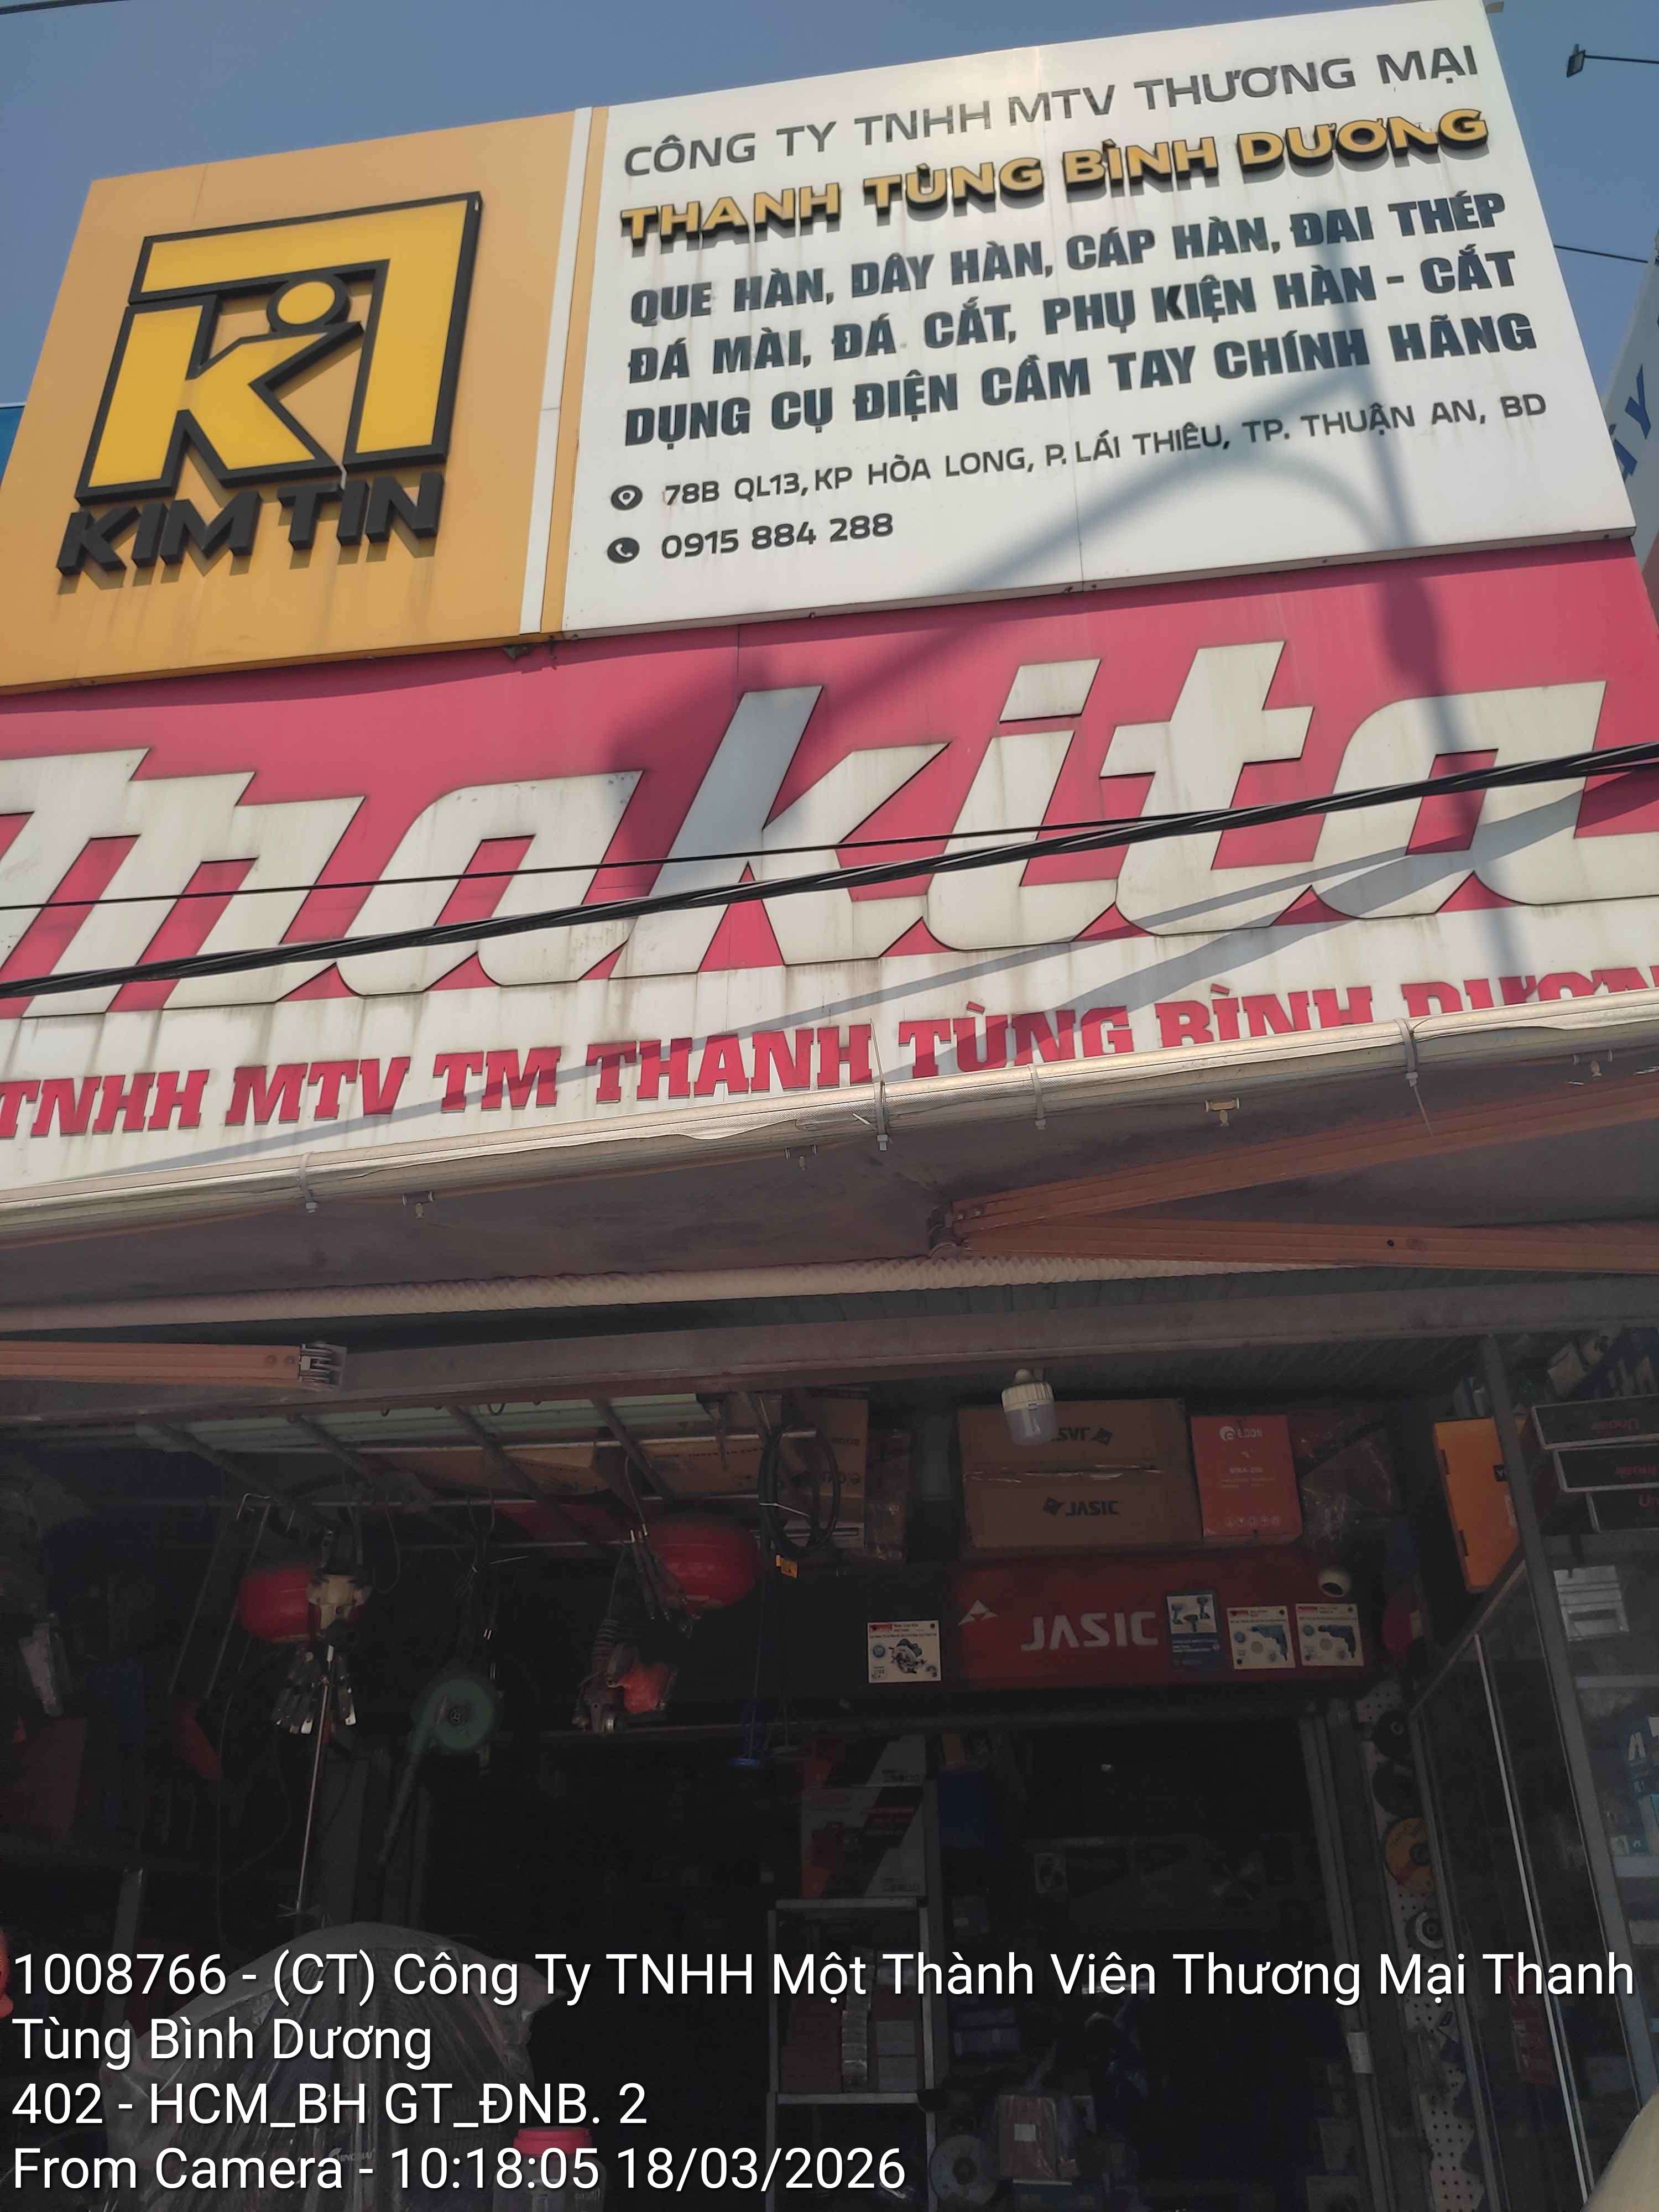 CÔNG TY TNHH MTV THƯƠNG MẠI
THANH TÙNG BÌNH DƯƠNG
QUE HÀN, DÂY HÀN, CÁP HÀN, ĐAI THÉP
ĐÁ MÀI, ĐÁ CẮT, PHỤ KIỆN HÀN - CẮT
DỤNG CỤ ĐIỆN CẦM TAY CHÍNH HÃNG
78B QL13, KP HÒA LONG, P. LÁI THIÊU, TP. THUẬN AN, BD
0915 884 288
KIM TIN
makita
TNHH MTV TM THANH TÙNG BÌNH DƯƠN
JASIC
JASIC
JASIC
1008766 - (CT) Công Ty TNHH Một Thành Viên Thương Mại Thanh
Tùng Bình Dương
402 - HCM_BH GT_ĐNB. 2
From Camera - 10:18:05 18/03/2026